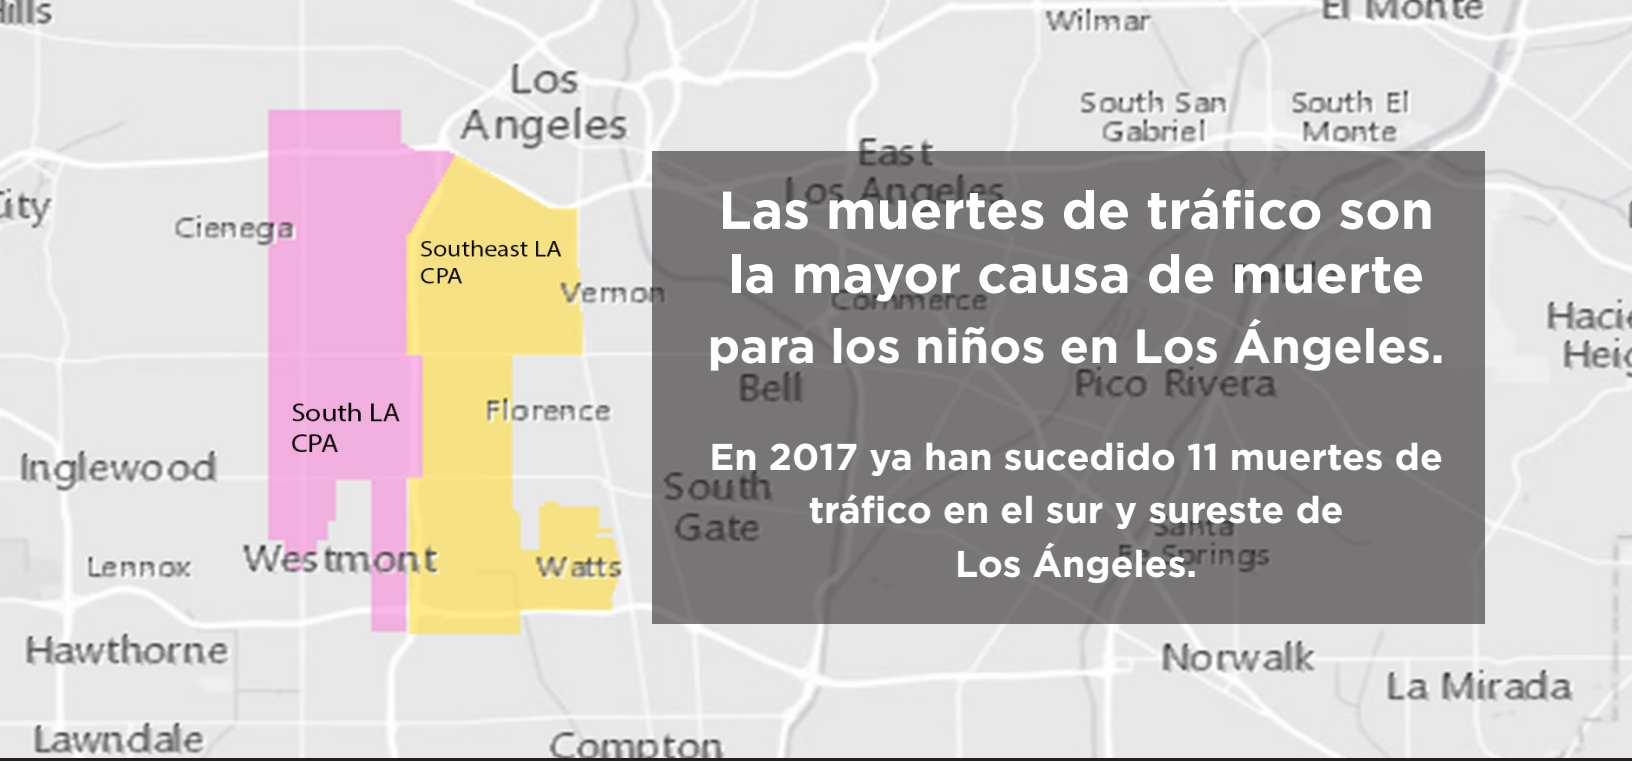 Wilmar
El Monte
Los
Angeles
South San
Gabriel
South El
Monte
East
Los Angeles
Cienega
Southeast LA
CPA
Vernon
Commerce
Las muertes de tráfico son
la mayor causa de muerte
para los niños en Los Ángeles.
Bell
Pico Rivera
Florence
South LA
CPA
Inglewood
South
Gate
En 2017 ya han sucedido 11 muertes de
tráfico en el sur y sureste de
Los Ángeles.
Santa
Springs
Lennox
Westmont
Watts
Hawthorne
Norwalk
La Mirada
Lawndale
Compton